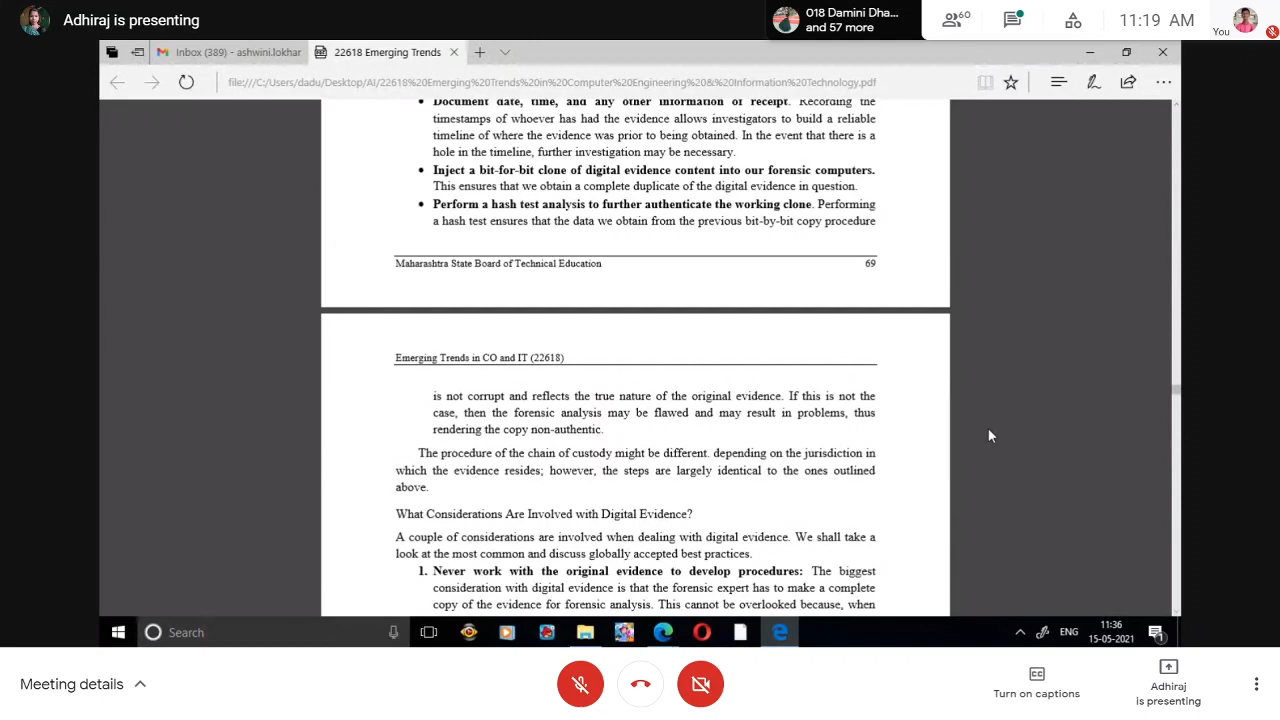 Adhiraj is presenting
018 Damini Dha...
and 57 more
60
11:19 AM
You
Inbox (389) - ashwini.lokhar
22618 Emerging Trends
file:///C:/Users/dadu/Desktop/AI/22618%20Emerging%20Trends%20in%20Computer%20Engineering%20&%20Information%20Technology.pdf
• Document date, time, and any other information of receipt. Recording the
timestamps of whoever has had the evidence allows investigators to build a reliable
timeline of where the evidence was prior to being obtained. In the event that there is a
hole in the timeline, further investigation may be necessary.
• Inject a bit-for-bit clone of digital evidence content into our forensic computers.
This ensures that we obtain a complete duplicate of the digital evidence in question.
• Perform a hash test analysis to further authenticate the working clone. Performing
a hash test ensures that the data we obtain from the previous bit-by-bit copy procedure
Maharashtra State Board of Technical Education 69
Emerging Trends in CO and IT (22618)
is not corrupt and reflects the true nature of the original evidence. If this is not the
case, then the forensic analysis may be flawed and may result in problems, thus
rendering the copy non-authentic.
The procedure of the chain of custody might be different. depending on the jurisdiction in
which the evidence resides; however, the steps are largely identical to the ones outlined
above.
What Considerations Are Involved with Digital Evidence?
A couple of considerations are involved when dealing with digital evidence. We shall take a
look at the most common and discuss globally accepted best practices.
1. Never work with the original evidence to develop procedures: The biggest
consideration with digital evidence is that the forensic expert has to make a complete
copy of the evidence for forensic analysis. This cannot be overlooked because, when
Search
ENG
11:36
15-05-2021
1
Meeting details
Turn on captions
Adhiraj
is presenting